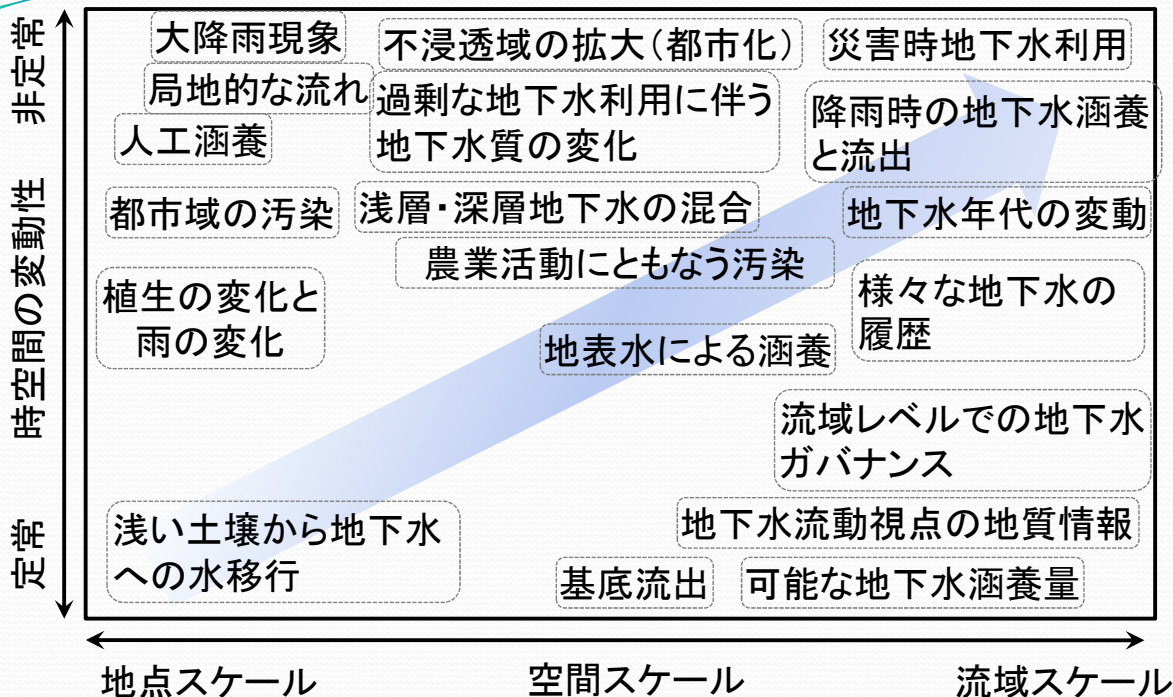 非定常
時空間の変動性
定常
大降雨現象
不浸透域の拡大(都市化)
災害時地下水利用
局地的な流れ
過剰な地下水利用に伴う
地下水質の変化
降雨時の地下水涵養
と流出
人工涵養
都市域の汚染
浅層・深層地下水の混合
地下水年代の変動
農業活動にともなう汚染
植生の変化と
雨の変化
様々な地下水の
履歴
地表水による涵養
流域レベルでの地下水
ガバナンス
浅い土壌から地下水
への水移行
地下水流動視点の地質情報
基底流出
可能な地下水涵養量
地点スケール
空間スケール
流域スケール